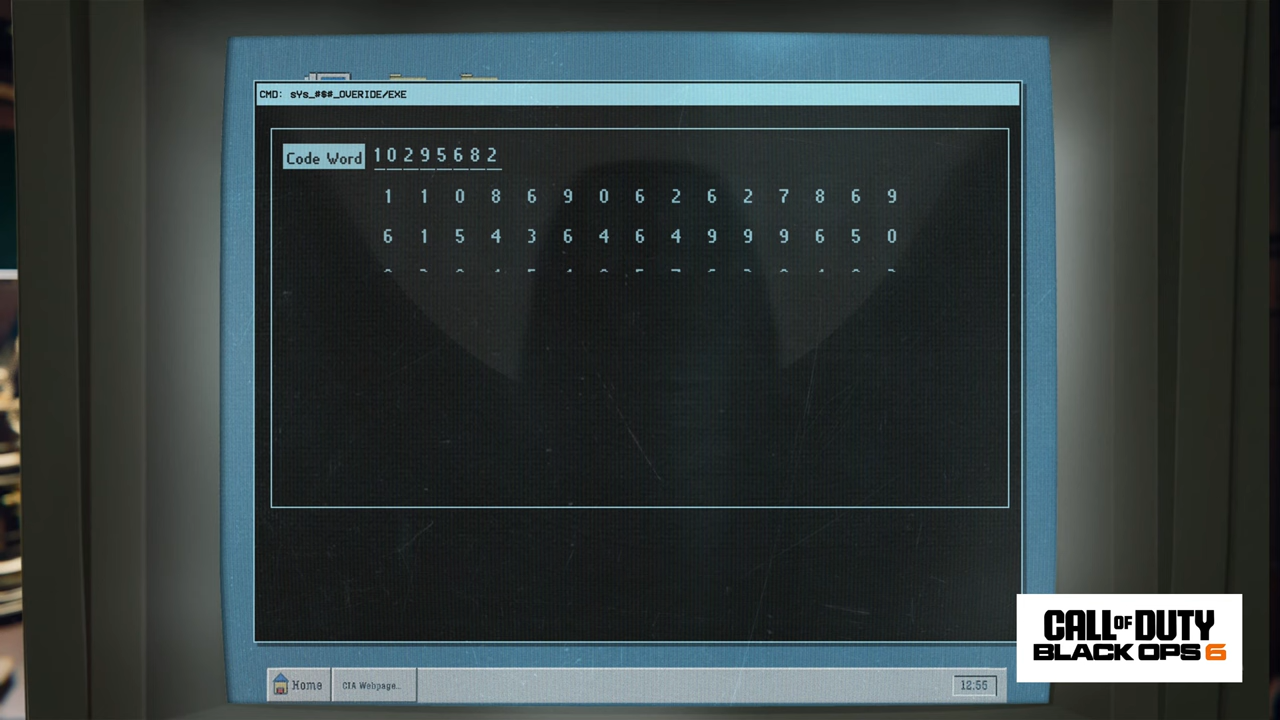 CMD: sYs_#$#_OVERIDE/EXE
Code Word 10295682
1 1 0 8 6 9 0 6 2 6 2 7 8 6 9
6 1 5 4 3 6 4 6 4 9 9 9 6 5 0
CALL OF DUTY
BLACK OPS 6
Home CIA Webpage... 12:55